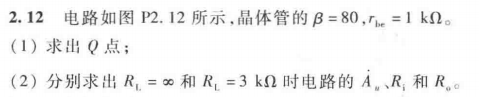 2.12 电路如图 P2.12 所示,晶体管的 β=80,r_be=1 kΩ。
(1) 求出 Q 点;
(2) 分别求出 R_L=∞ 和 R_L=3 kΩ 时电路的 Ȧ_u、R_i 和 R_o。